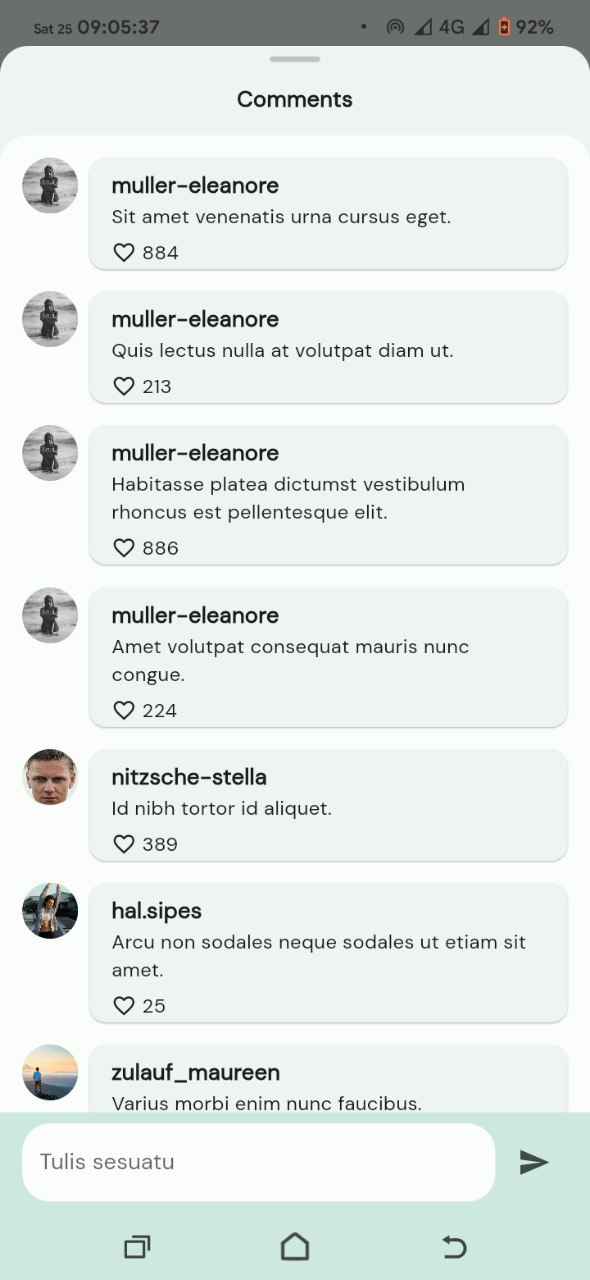 Sat 25 09:05:37 4G 92%
Comments
muller-eleanore
Sit amet venenatis urna cursus eget.
884
muller-eleanore
Quis lectus nulla at volutpat diam ut.
213
muller-eleanore
Habitasse platea dictumst vestibulum
rhoncus est pellentesque elit.
886
muller-eleanore
Amet volutpat consequat mauris nunc
congue.
224
nitzsche-stella
Id nibh tortor id aliquet.
389
hal.sipes
Arcu non sodales neque sodales ut etiam sit
amet.
25
zulauf_maureen
Varius morbi enim nunc faucibus.
Tulis sesuatu